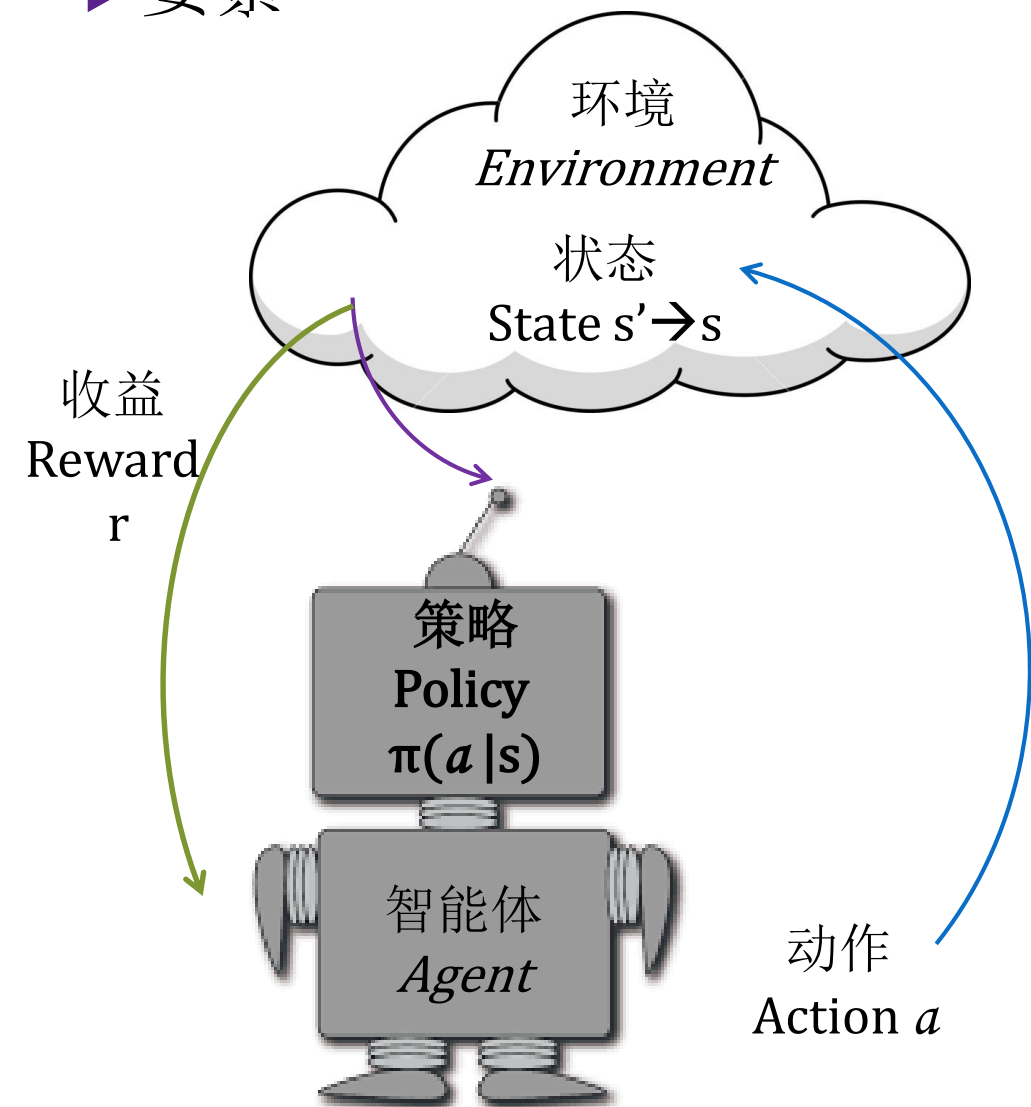 环境
Environment
状态
State s’→s
收益
Reward
r
策略
Policy
π(a|s)
智能体
Agent
动作
Action a